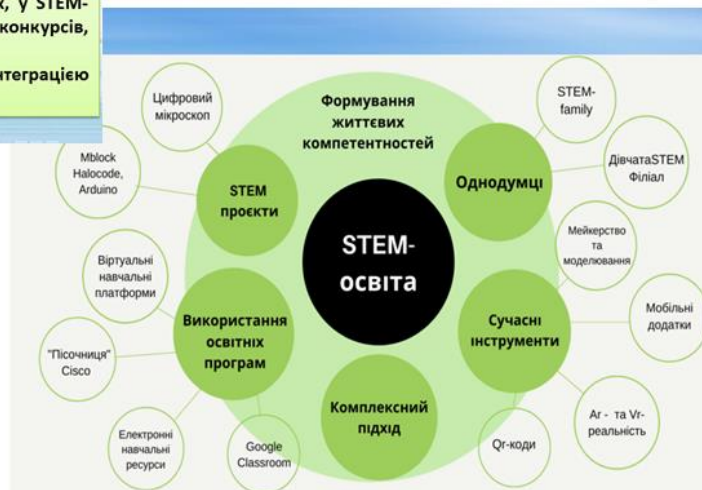 у STEM-
конкурсів,
нтеграцією
Цифровий
мікроскоп
Mblock
Halocode,
Arduino
Віртуальні
навчальні
платформи
"Пісочниця"
Cisco
Електронні
навчальні
ресурси
Google
Classroom
STEM
проєкти
Використання
освітніх
програм
Формування
життєвих
компетентностей
STEM-
освіта
Комплексний
підхід
Однодумці
Сучасні
інструменти
STEM-
family
ДівчатаSTEM
Філіал
Мейкерство
та
моделювання
Мобільні
додатки
Ar - та Vr-
реальність
Qr-коди